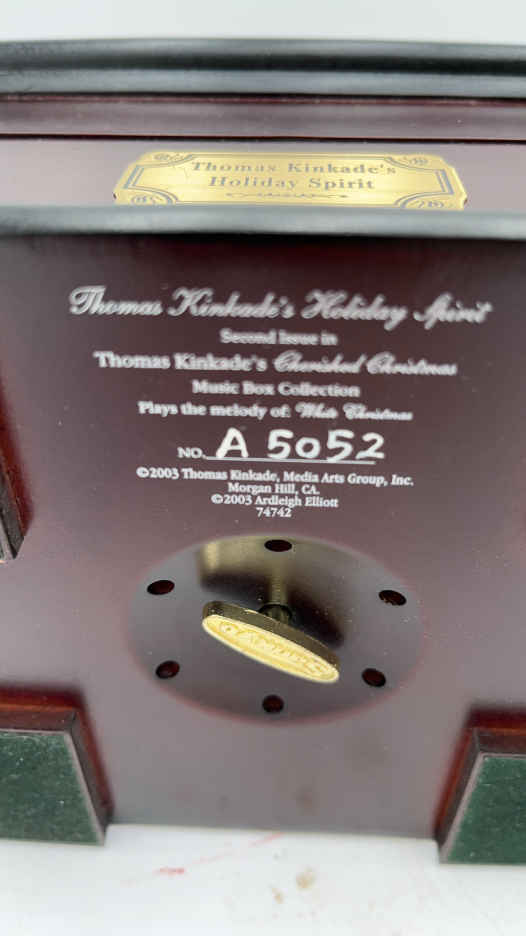 Thomas Kinkade's
Holiday Spirit
Thomas Kinkade's Holiday Spirit
Second Issue in
Thomas Kinkade's Cherished Christmas
Music Box Collection
Plays the melody of: White Christmas
NO. A 5052
©2003 Thomas Kinkade, Media Arts Group, Inc.
Morgan Hill, CA.
©2003 Ardleigh Elliott
74742